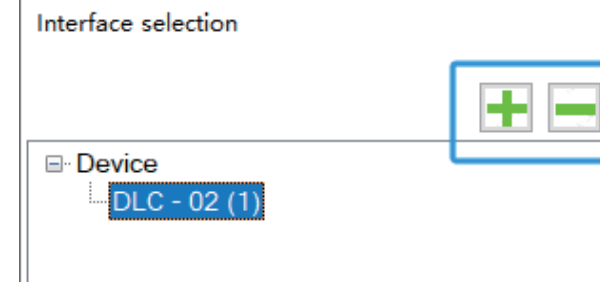 Interface selection
Device
DLC - 02 (1)